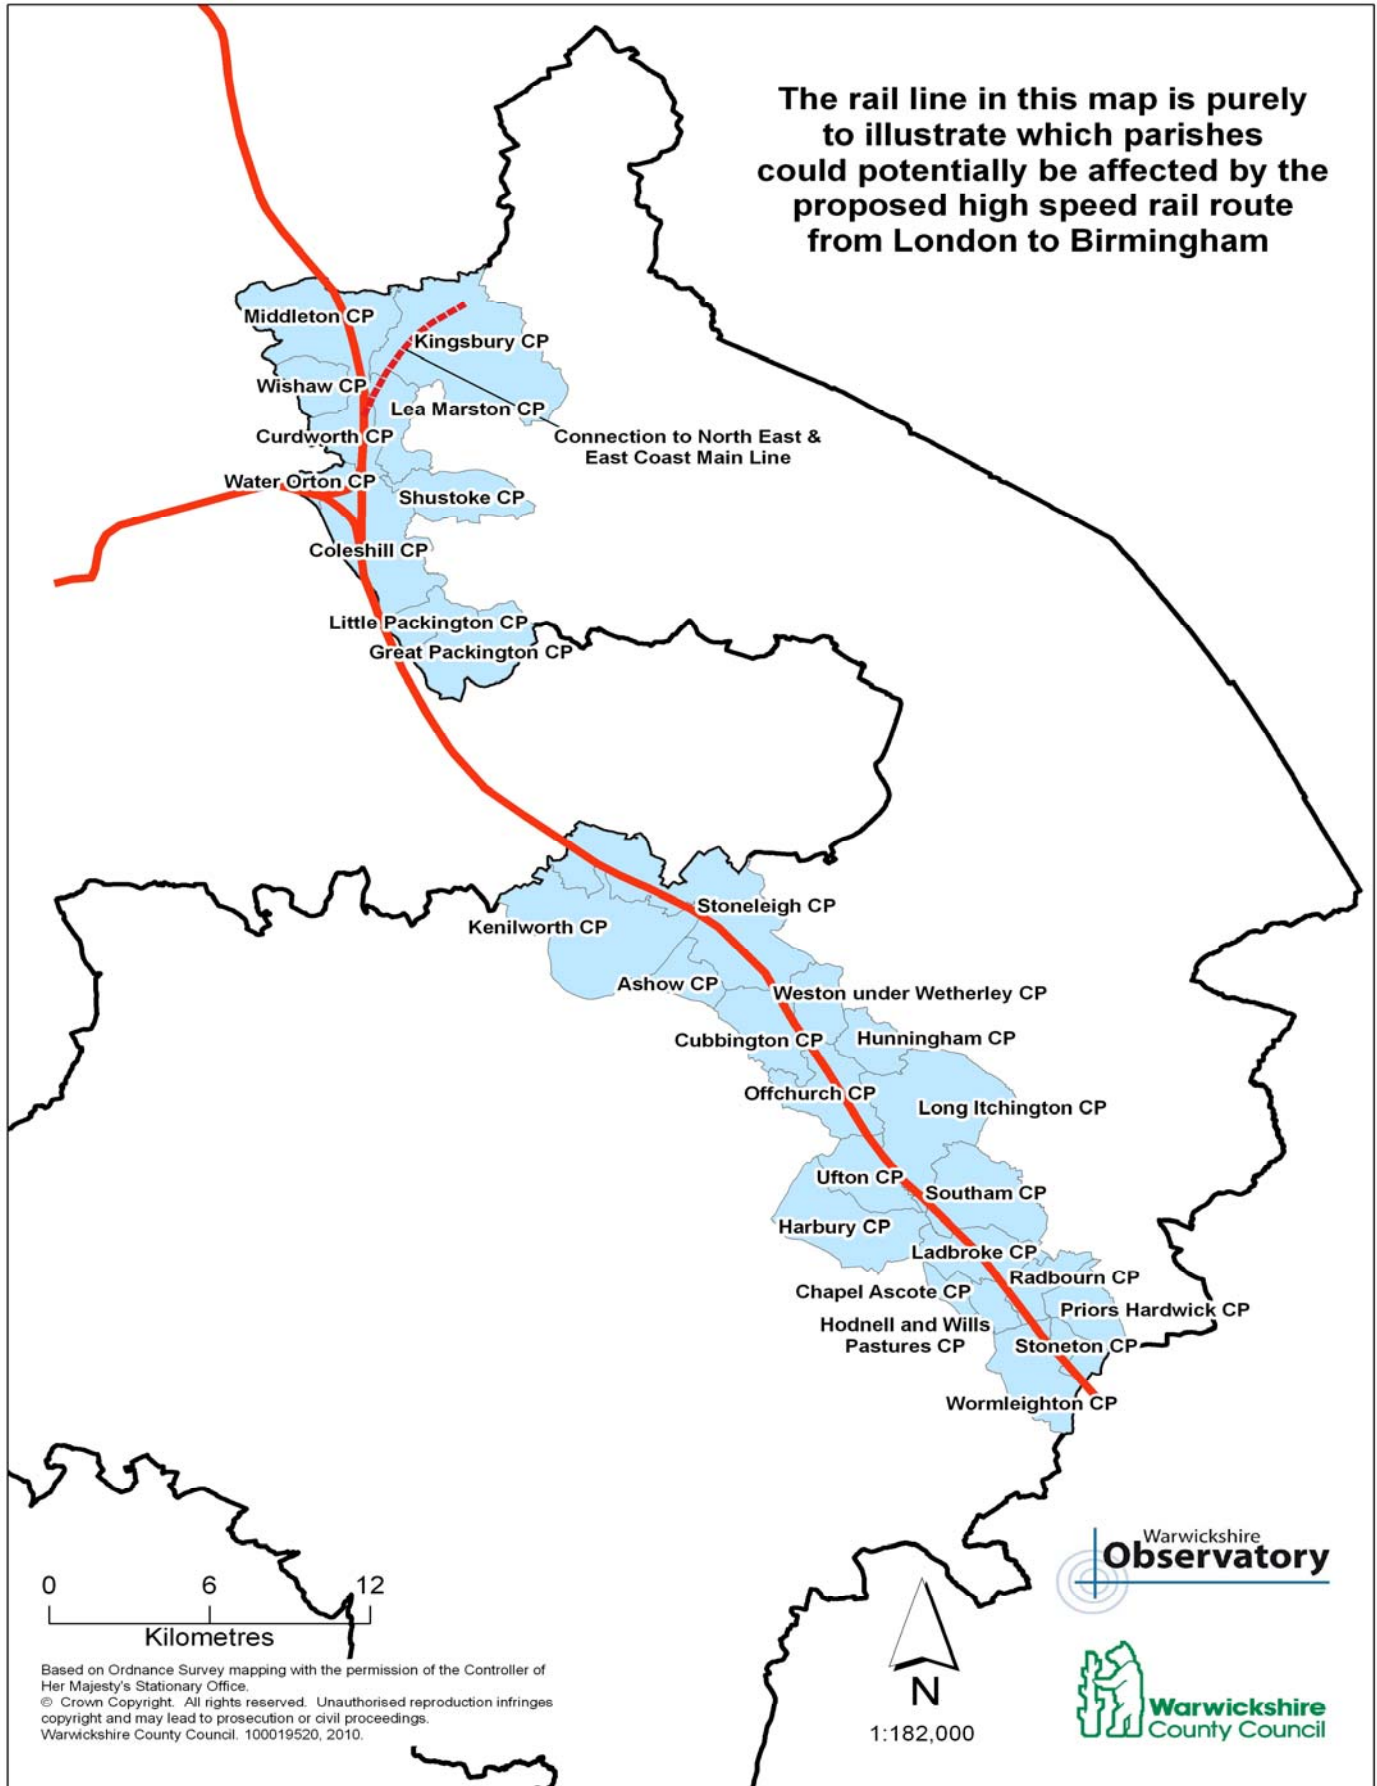 The rail line in this map is purely
to illustrate which parishes
could potentially be affected by the
proposed high speed rail route
from London to Birmingham
Middleton CP
Kingsbury CP
Wishaw CP
Lea Marston CP
Curdworth CP
Connection to North East &
East Coast Main Line
Water Orton CP
Shustoke CP
Coleshill CP
Little Packington CP
Great Packington CP
Stoneleigh CP
Kenilworth CP
Ashow CP
Weston under Wetherley CP
Cubbington CP
Hunningham CP
Offchurch CP
Long Itchington CP
Ufton CP
Southam CP
Harbury CP
Ladbroke CP
Radbourn CP
Chapel Ascote CP
Priors Hardwick CP
Hodnell and Wills
Pastures CP
Stoneton CP
Wormleighton CP
Warwickshire
Observatory
0 6 12
Kilometres
Based on Ordnance Survey mapping with the permission of the Controller of
Her Majesty's Stationary Office.
© Crown Copyright. All rights reserved. Unauthorised reproduction infringes
copyright and may lead to prosecution or civil proceedings.
Warwickshire County Council. 100019520, 2010.
N
1:182,000
Warwickshire
County Council